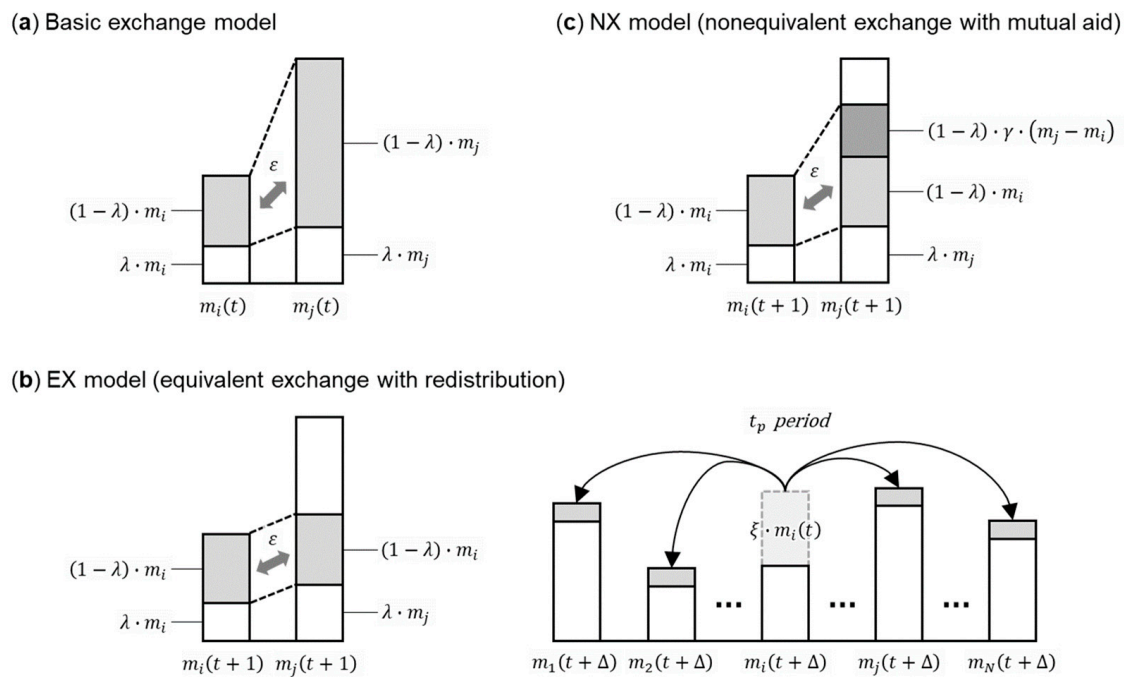 (a) Basic exchange model
ε
(1 − λ) · m_j
(1 − λ) · m_i
λ · m_i
λ · m_j
m_i(t)
m_j(t)
(c) NX model (nonequivalent exchange with mutual aid)
(1 − λ) · γ · (m_j − m_i)
ε
(1 − λ) · m_i
(1 − λ) · m_i
λ · m_i
λ · m_j
m_i(t + 1)
m_j(t + 1)
(b) EX model (equivalent exchange with redistribution)
ε
(1 − λ) · m_i
(1 − λ) · m_i
λ · m_i
λ · m_j
m_i(t + 1)
m_j(t + 1)
t_p period
ξ · m_i(t)
...
...
...
m_1(t + Δ)
m_2(t + Δ)
m_i(t + Δ)
m_j(t + Δ)
m_N(t + Δ)